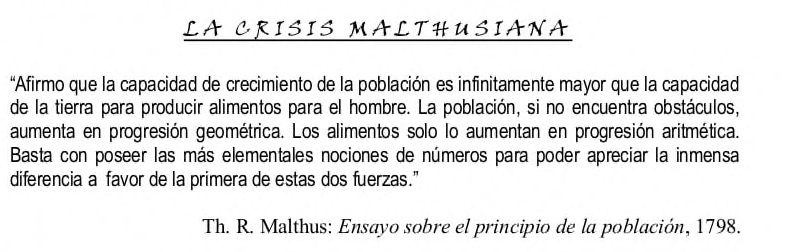 LA CRISIS MALTHUSIANA
“Afirmo que la capacidad de crecimiento de la población es infinitamente mayor que la capacidad
de la tierra para producir alimentos para el hombre. La población, si no encuentra obstáculos,
aumenta en progresión geométrica. Los alimentos solo lo aumentan en progresión aritmética.
Basta con poseer las más elementales nociones de números para poder apreciar la inmensa
diferencia a favor de la primera de estas dos fuerzas.”
Th. R. Malthus: Ensayo sobre el principio de la población, 1798.